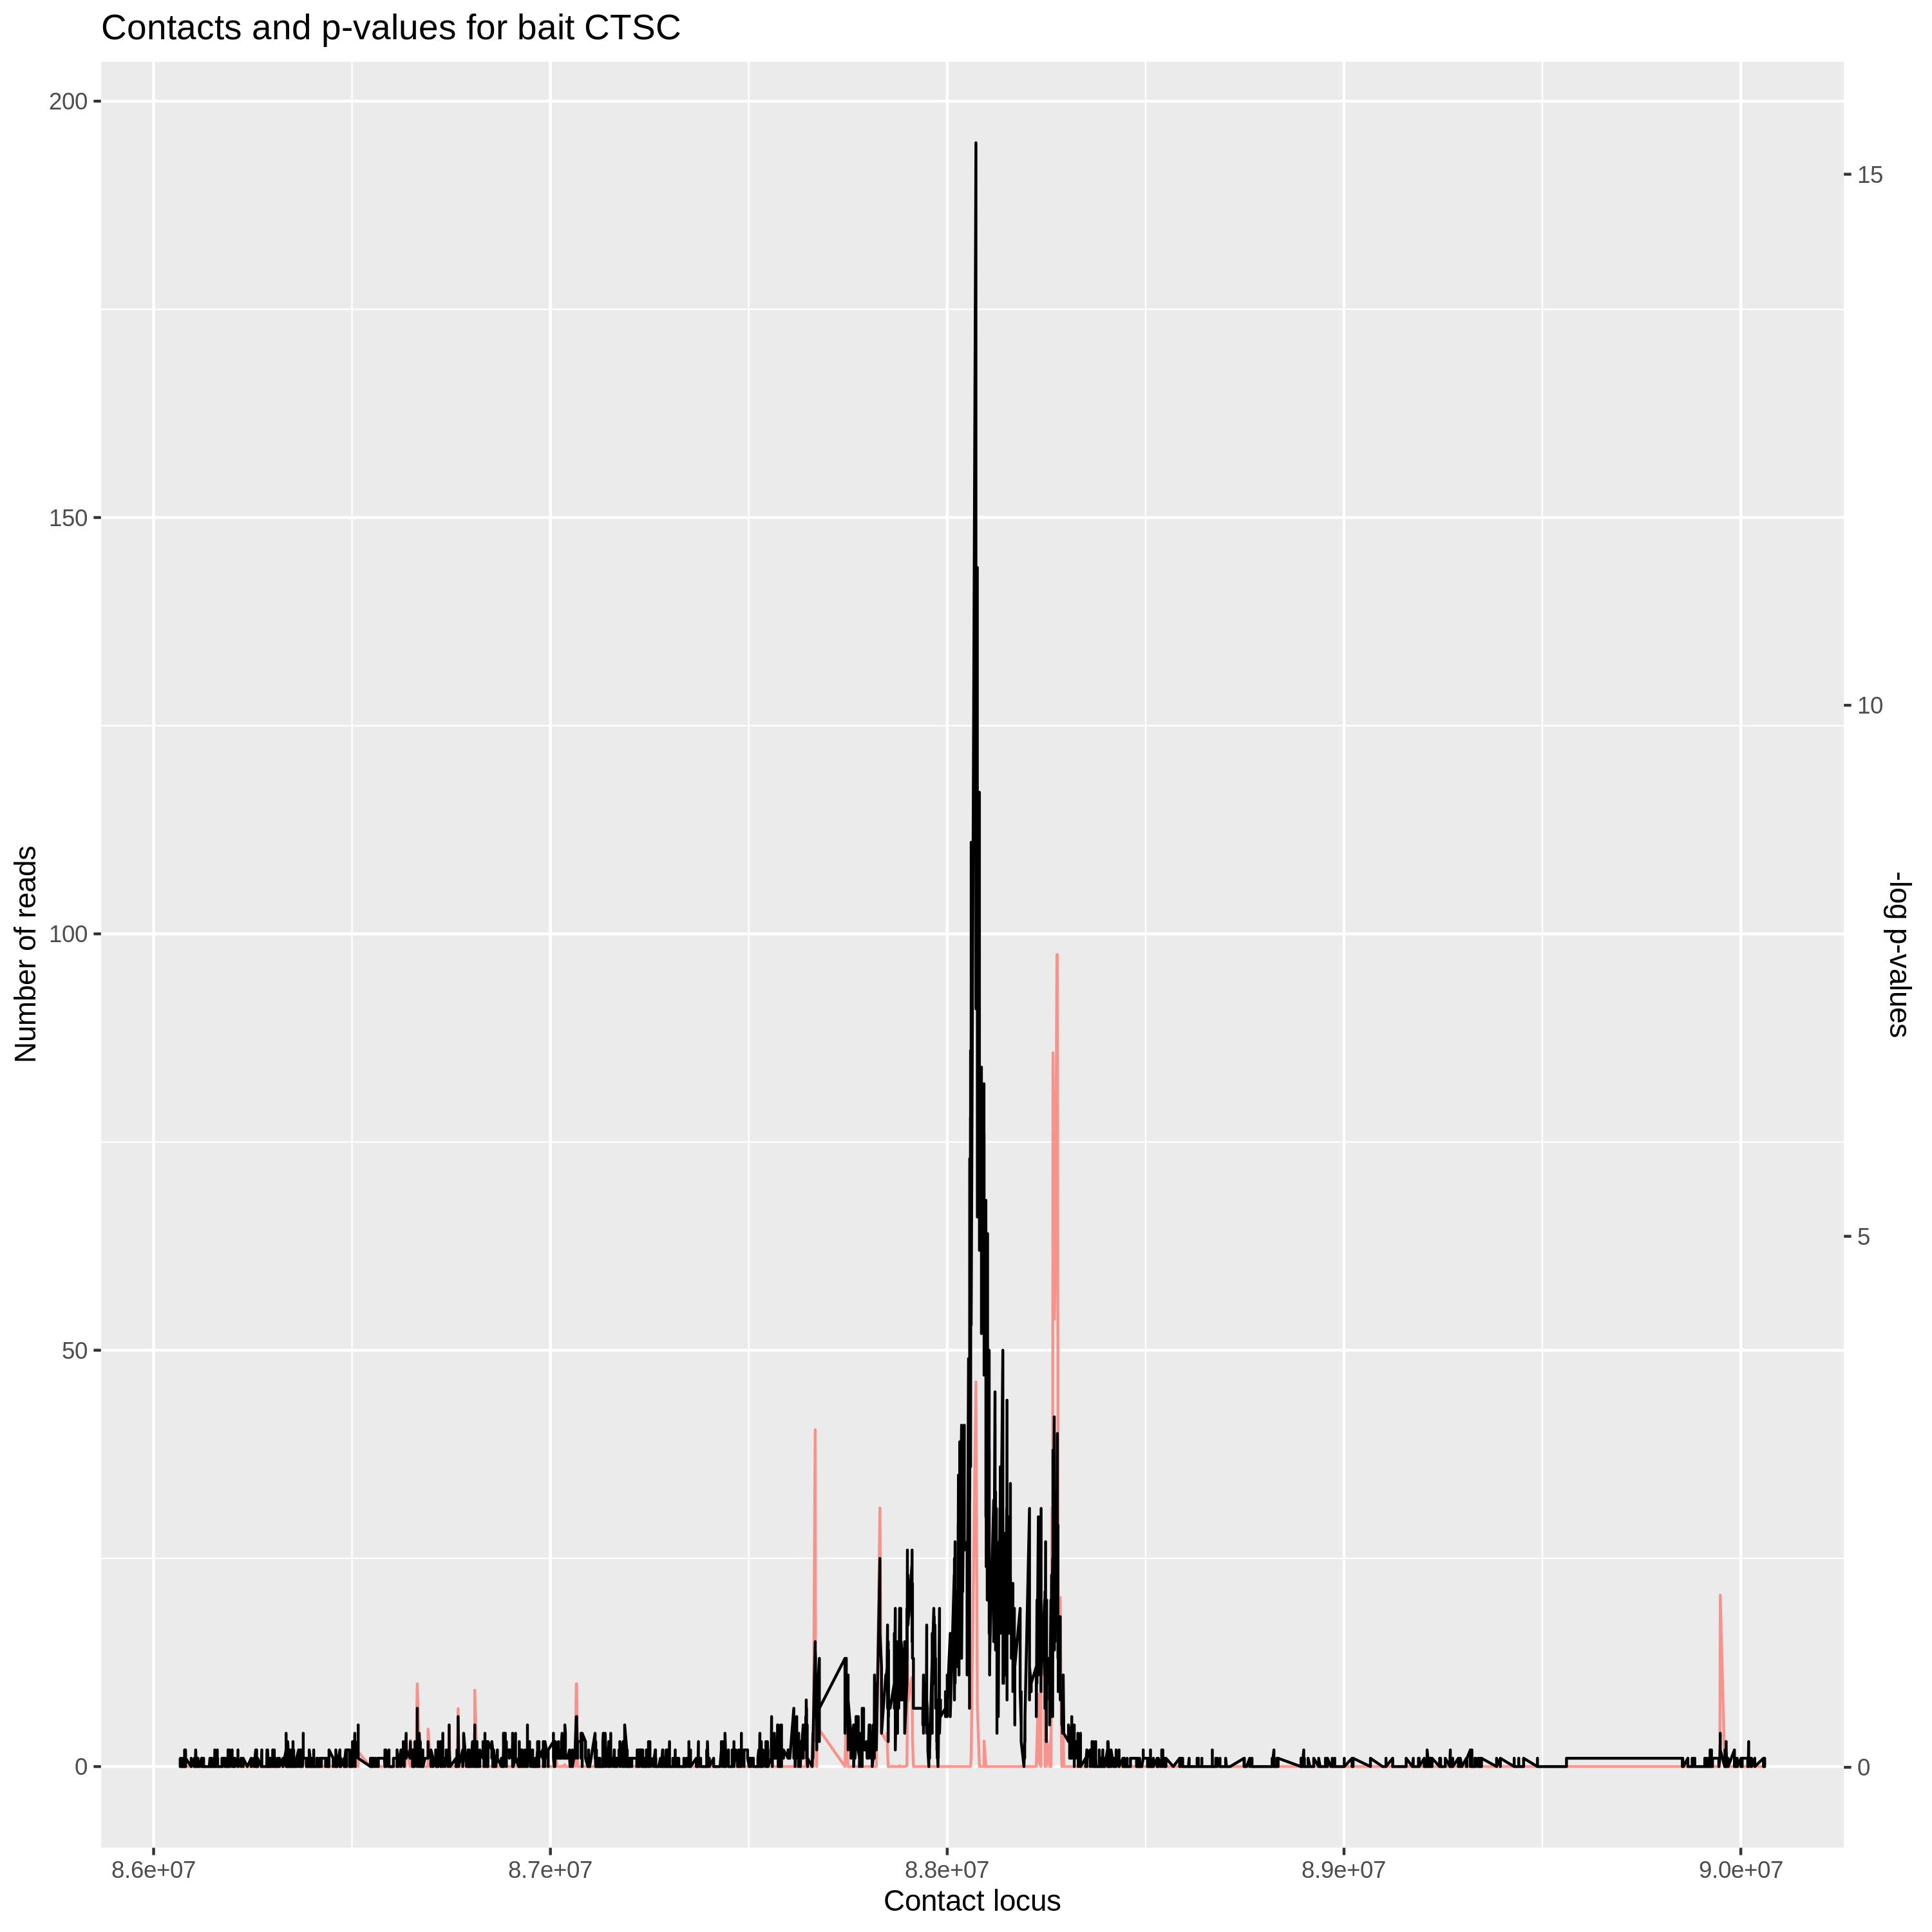 Contacts and p-values for bait CTSC
200
150
100
50
0
15
10
5
0
Number of reads
-log p-values
8.6e+07
8.7e+07
8.8e+07
8.9e+07
9.0e+07
Contact locus